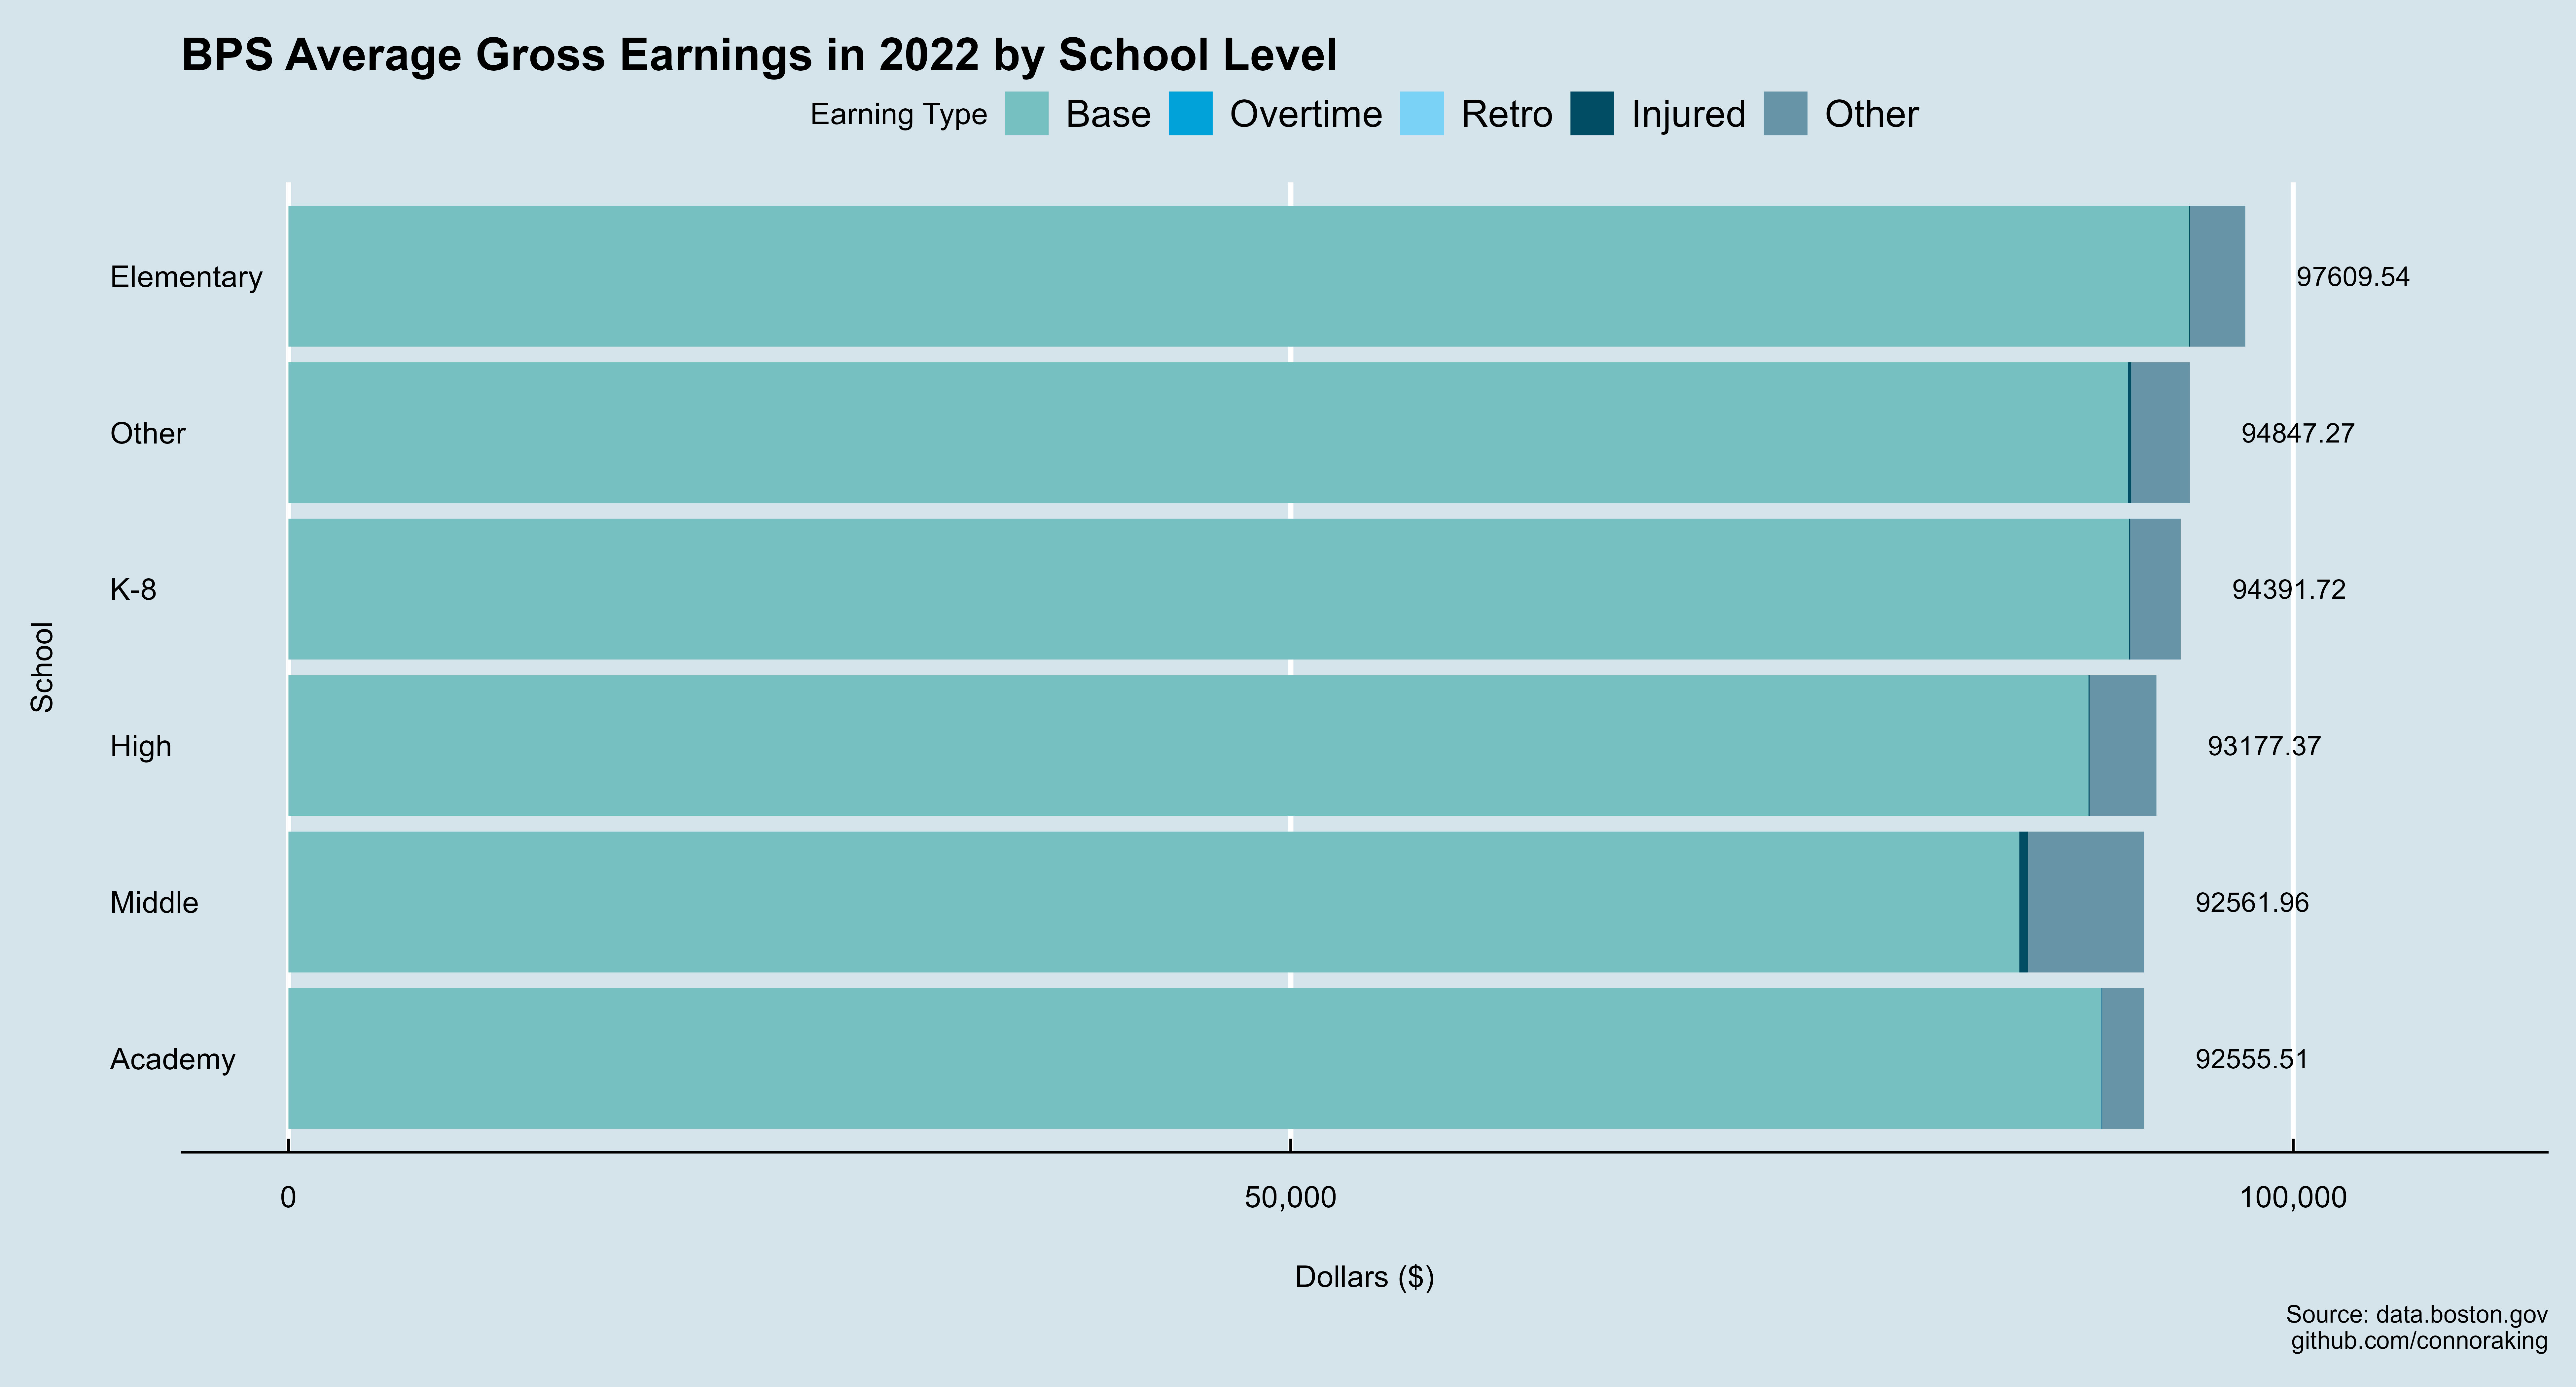 BPS Average Gross Earnings in 2022 by School Level
Earning Type Base Overtime Retro Injured Other
Elementary 97609.54
Other 94847.27
K-8 94391.72
School
High 93177.37
Middle 92561.96
Academy 92555.51
0 50,000 100,000
Dollars ($)
Source: data.boston.gov
github.com/connoraking